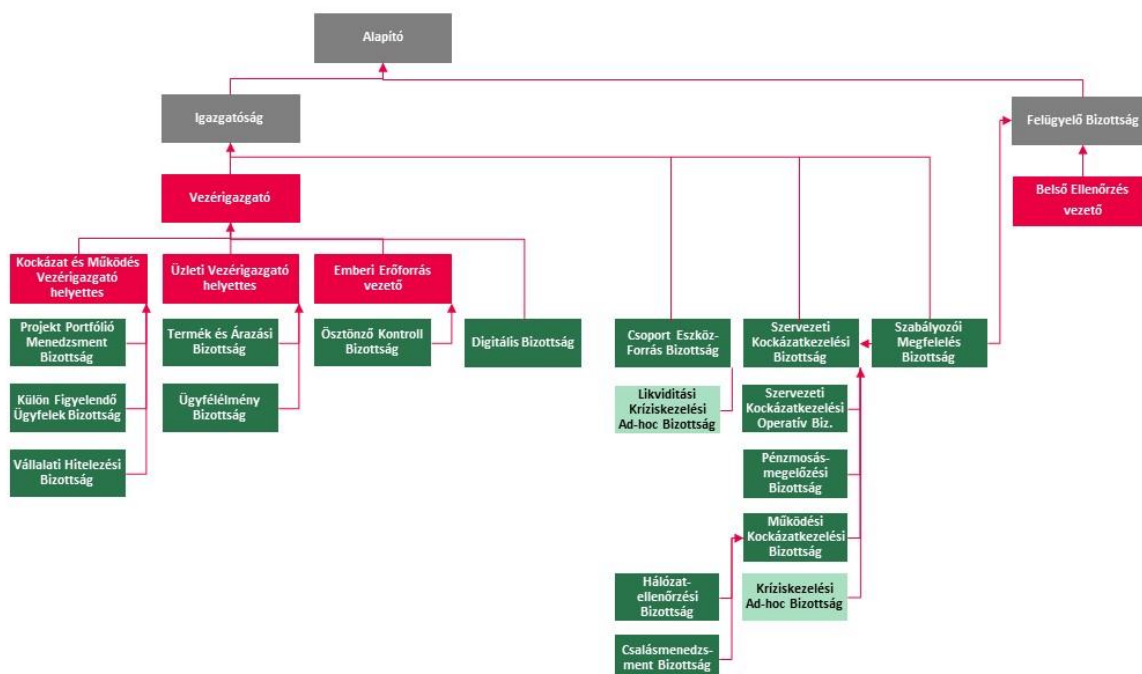 Alapító
Igazgatóság
Felügyelő Bizottság
Vezérigazgató
Belső Ellenőrzés
vezető
Kockázat és Működés
Vezérigazgató
helyettes
Üzleti Vezérigazgató
helyettes
Emberi Erőforrás
vezető
Projekt Portfólió
Menedzsment
Bizottság
Termék és Árazási
Bizottság
Ösztönző Kontroll
Bizottság
Digitális Bizottság
Csoport Eszköz-
Forrás Bizottság
Szervezeti
Kockázatkezelési
Bizottság
Szabályozói
Megfelelés
Bizottság
Külön Figyelendő
Ügyfelek Bizottság
Ügyfélélmény
Bizottság
Likviditási
Kríziskezelési
Ad-hoc Bizottság
Szervezeti
Kockázatkezelési
Operatív Biz.
Vállalati Hitelezési
Bizottság
Pénzmosás-
megelőzési
Bizottság
Működési
Kockázatkezelési
Bizottság
Hálózat-
ellenőrzési
Bizottság
Kríziskezelési
Ad-hoc Bizottság
Csalásmenedzs-
ment Bizottság